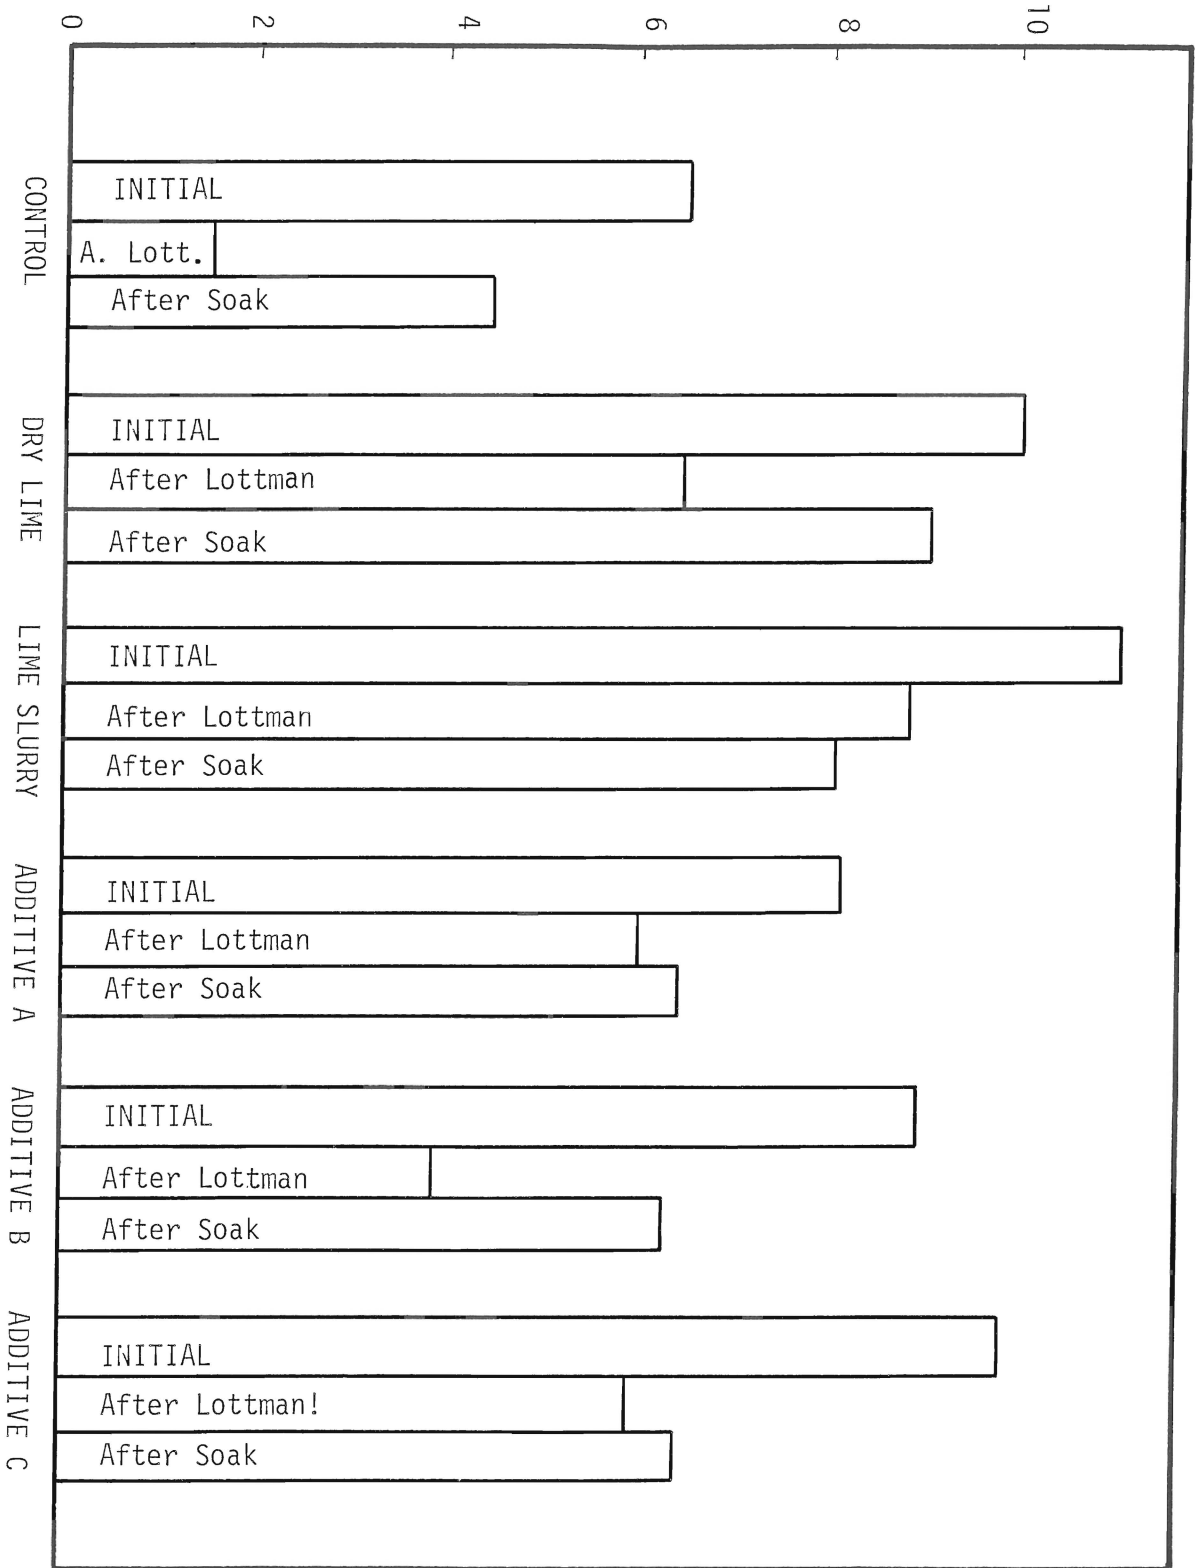 0
2
4
6
8
10
CONTROL
INITIAL
A. Lott.
After Soak
DRY LIME
INITIAL
After Lottman
After Soak
LIME SLURRY
INITIAL
After Lottman
After Soak
ADDITIVE A
INITIAL
After Lottman
After Soak
ADDITIVE B
INITIAL
After Lottman
After Soak
ADDITIVE C
INITIAL
After Lottman!
After Soak